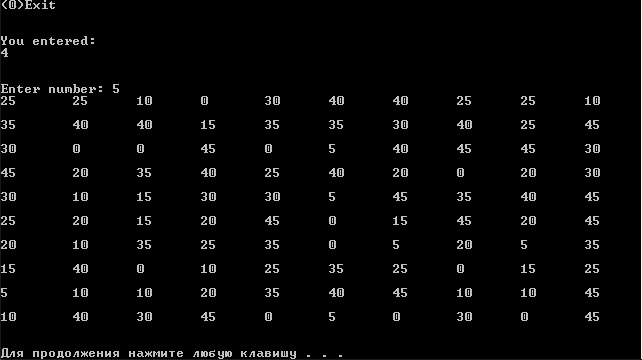 (0)Exit
You entered:
4
Enter number: 5
25 25 10 0 30 40 40 25 25 10
35 40 40 15 35 35 30 40 25 45
30 0 0 45 0 5 40 45 45 30
45 20 35 40 25 40 20 0 20 30
30 10 15 30 30 5 45 35 40 45
25 20 15 20 45 0 15 45 20 20
20 10 35 25 35 0 5 20 5 35
15 40 0 10 25 35 25 0 15 25
5 10 10 20 35 40 45 10 10 45
10 40 30 45 0 5 0 30 0 45
Для продолжения нажмите любую клавишу . . .